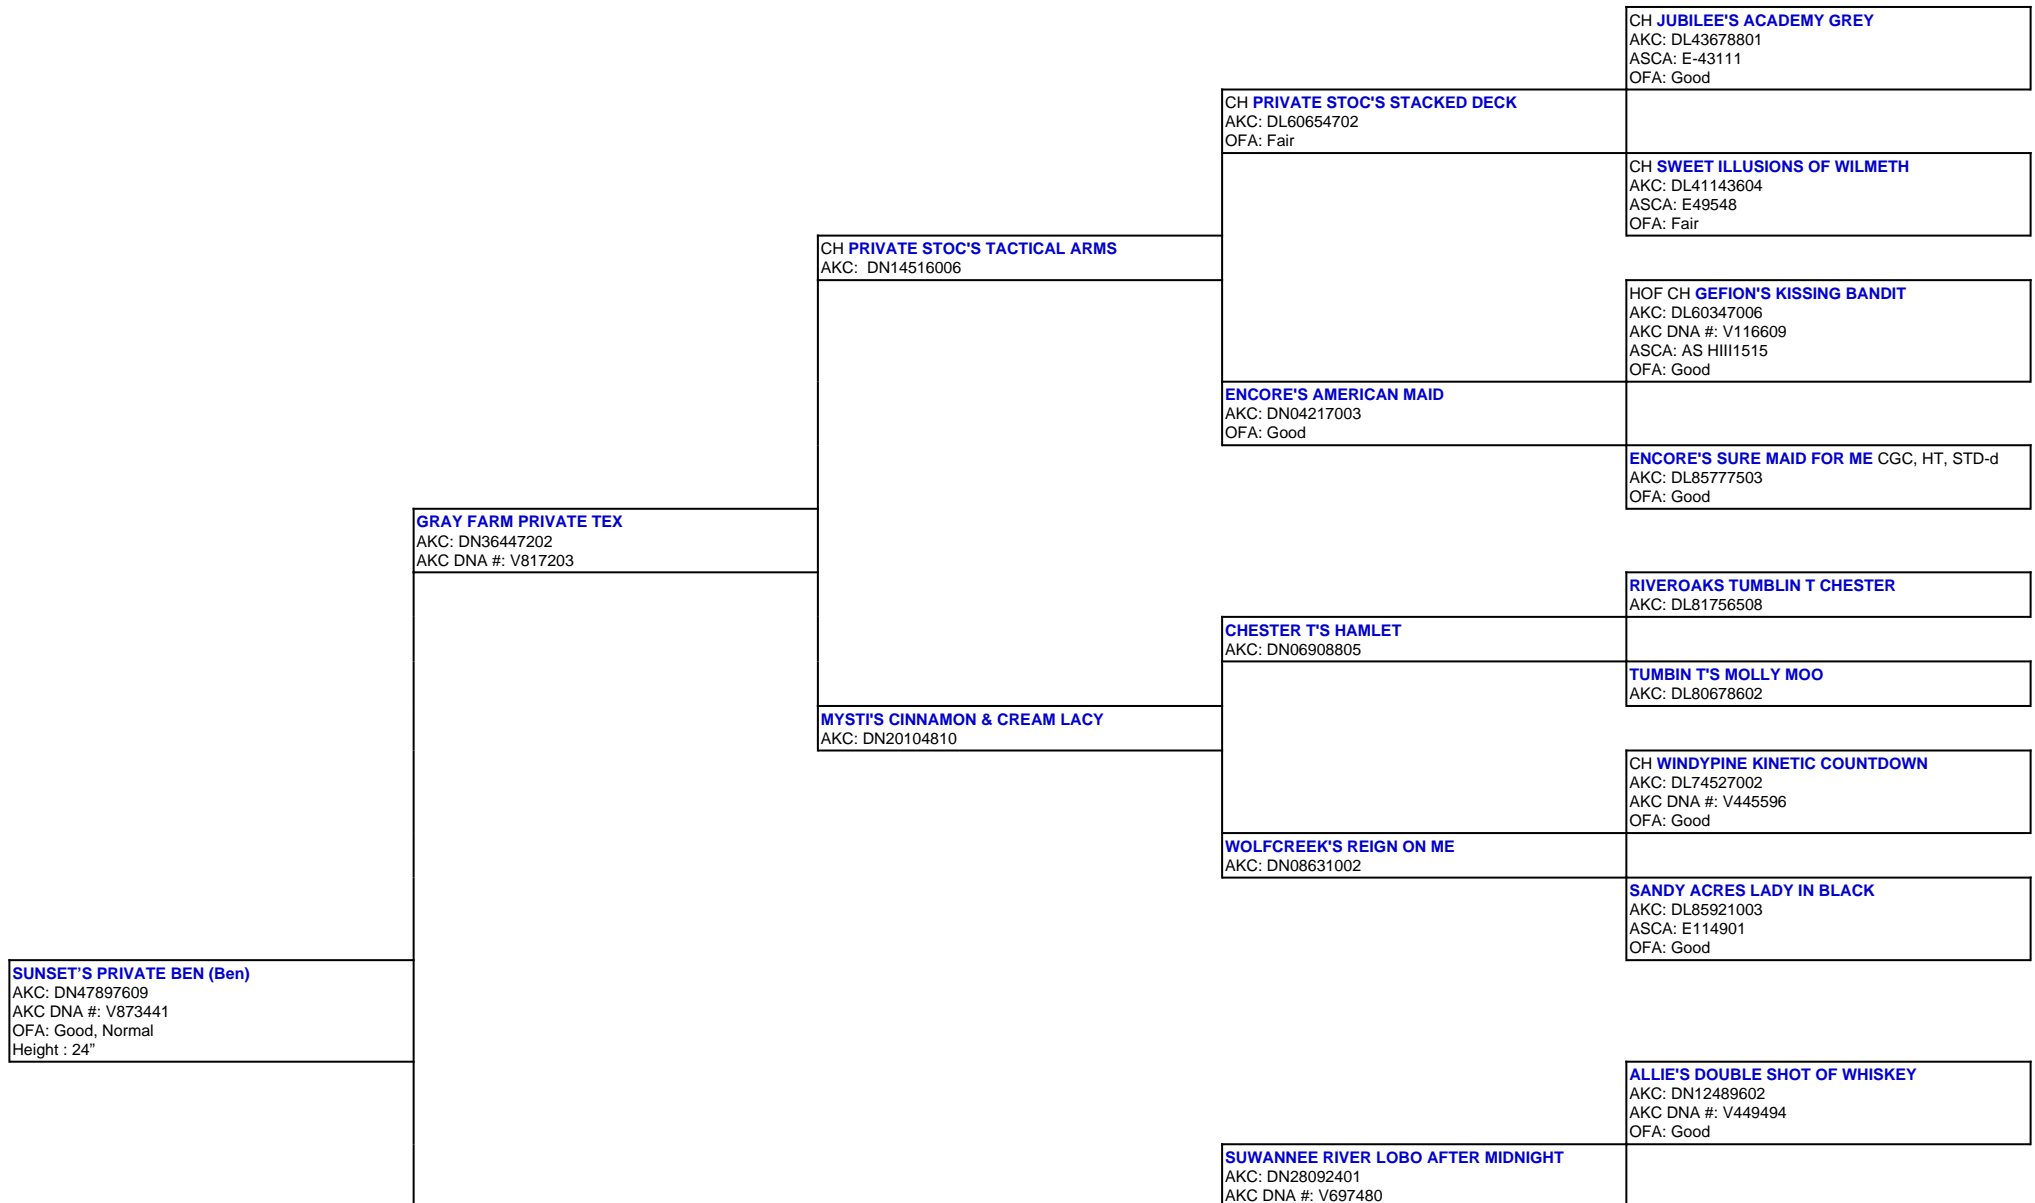 CH JUBILEE'S ACADEMY GREY
AKC: DL43678801
ASCA: E-43111
OFA: Good
CH PRIVATE STOC'S STACKED DECK
AKC: DL60654702
OFA: Fair
CH SWEET ILLUSIONS OF WILMETH
AKC: DL41143604
ASCA: E49548
OFA: Fair
CH PRIVATE STOC'S TACTICAL ARMS
AKC: DN14516006
HOF CH GEFION'S KISSING BANDIT
AKC: DL60347006
AKC DNA #: V116609
ASCA: AS HIII1515
OFA: Good
ENCORE'S AMERICAN MAID
AKC: DN04217003
OFA: Good
ENCORE'S SURE MAID FOR ME CGC, HT, STD-d
AKC: DL85777503
OFA: Good
GRAY FARM PRIVATE TEX
AKC: DN36447202
AKC DNA #: V817203
RIVEROAKS TUMBLIN T CHESTER
AKC: DL81756508
CHESTER T'S HAMLET
AKC: DN06908805
TUMBIN T'S MOLLY MOO
AKC: DL80678602
MYSTI'S CINNAMON & CREAM LACY
AKC: DN20104810
CH WINDYPINE KINETIC COUNTDOWN
AKC: DL74527002
AKC DNA #: V445596
OFA: Good
WOLFCREEK'S REIGN ON ME
AKC: DN08631002
SANDY ACRES LADY IN BLACK
AKC: DL85921003
ASCA: E114901
OFA: Good
SUNSET’S PRIVATE BEN (Ben)
AKC: DN47897609
AKC DNA #: V873441
OFA: Good, Normal
Height : 24”
ALLIE'S DOUBLE SHOT OF WHISKEY
AKC: DN12489602
AKC DNA #: V449494
OFA: Good
SUWANNEE RIVER LOBO AFTER MIDNIGHT
AKC: DN28092401
AKC DNA #: V697480